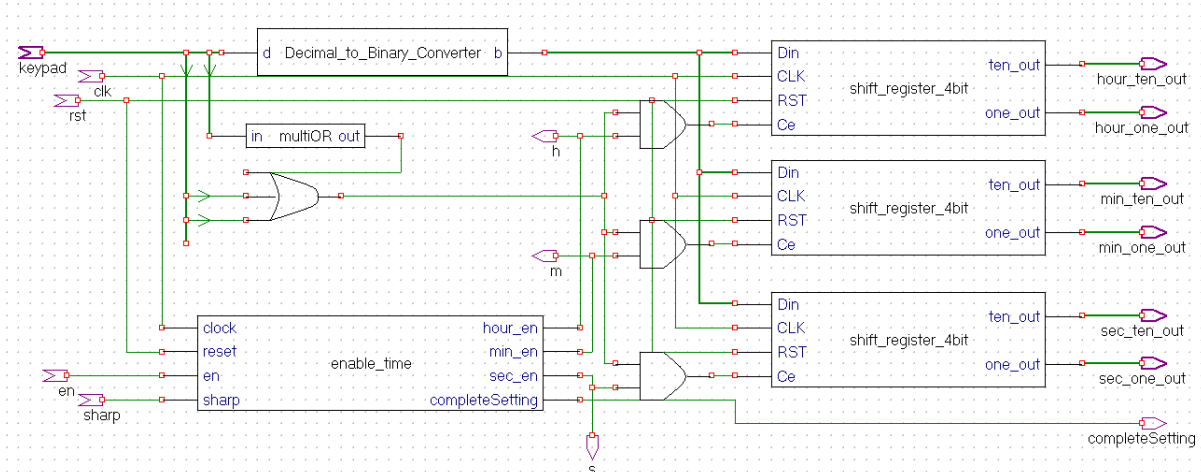 keypad
clk
rst
d Decimal_to_Binary_Converter b
in multiOR out
h
m
clock
reset
en
sharp
enable_time
hour_en
min_en
sec_en
completeSetting
en
sharp
s
Din
CLK
RST
Ce
shift_register_4bit
ten_out
one_out
hour_ten_out
hour_one_out
Din
CLK
RST
Ce
shift_register_4bit
ten_out
one_out
min_ten_out
min_one_out
Din
CLK
RST
Ce
shift_register_4bit
ten_out
one_out
sec_ten_out
sec_one_out
completeSetting